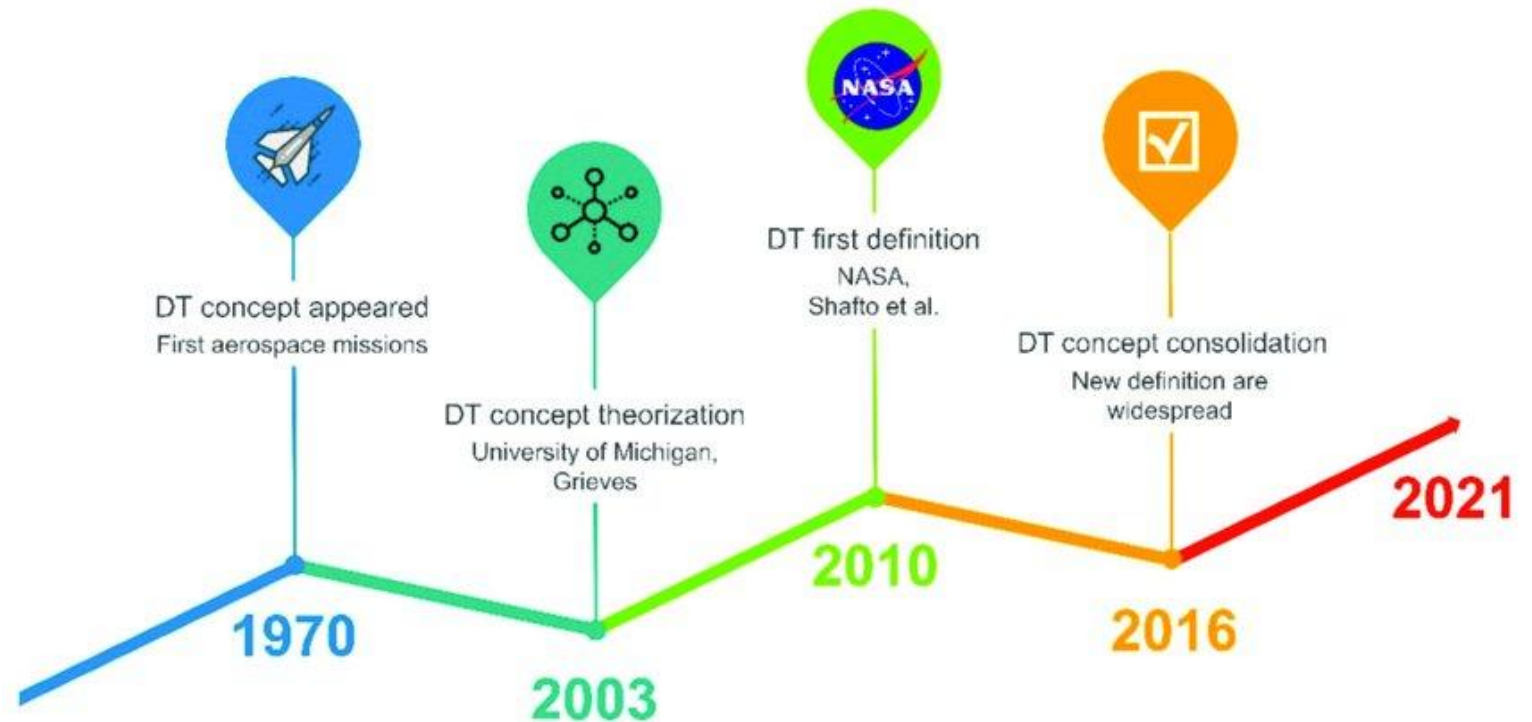 DT concept appeared
First aerospace missions
1970
DT concept theorization
University of Michigan,
Grieves
2003
NASA
DT first definition
NASA,
Shafto et al.
2010
DT concept consolidation
New definition are
widespread
2016
2021